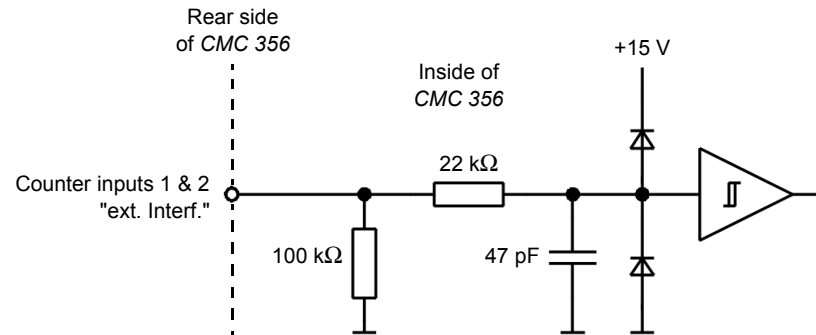 Rear side
of CMC 356
+15 V
Inside of
CMC 356
22 kΩ
Counter inputs 1 & 2
"ext. Interf."
100 kΩ
47 pF